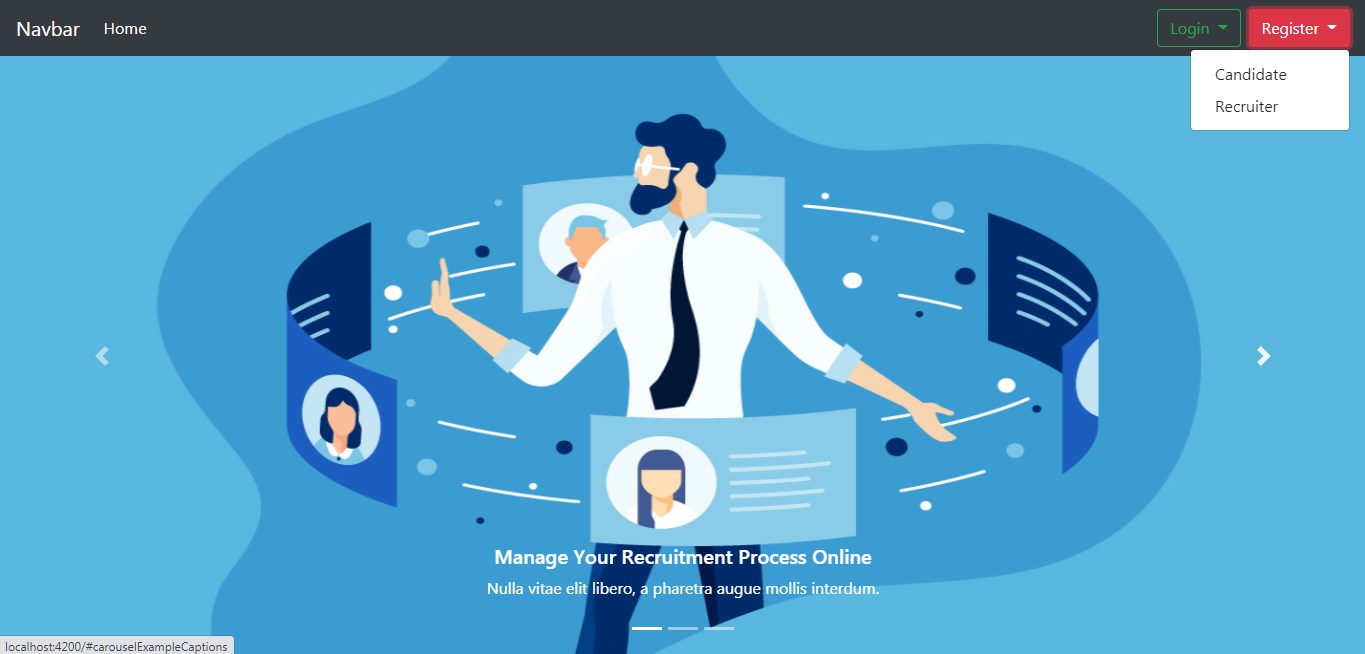 Navbar Home Login Register
Candidate
Recruiter
Manage Your Recruitment Process Online
Nulla vitae elit libero, a pharetra augue mollis interdum.
localhost:4200/#carouselExampleCaptions